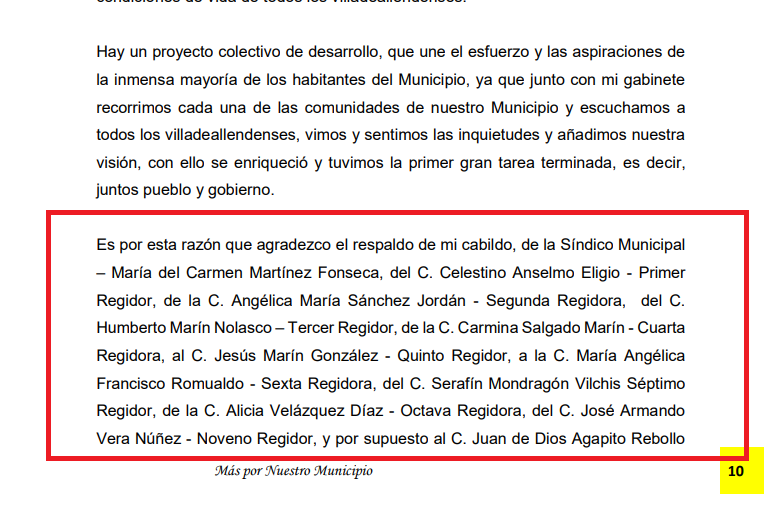 condiciones de vida de todos los villadeallendenses.
Hay un proyecto colectivo de desarrollo, que une el esfuerzo y las aspiraciones de
la inmensa mayoría de los habitantes del Municipio, ya que junto con mi gabinete
recorrimos cada una de las comunidades de nuestro Municipio y escuchamos a
todos los villadeallendenses, vimos y sentimos las inquietudes y añadimos nuestra
visión, con ello se enriqueció y tuvimos la primer gran tarea terminada, es decir,
juntos pueblo y gobierno.
Es por esta razón que agradezco el respaldo de mi cabildo, de la Síndico Municipal
– María del Carmen Martínez Fonseca, del C. Celestino Anselmo Eligio - Primer
Regidor, de la C. Angélica María Sánchez Jordán - Segunda Regidora, del C.
Humberto Marín Nolasco – Tercer Regidor, de la C. Carmina Salgado Marín - Cuarta
Regidora, al C. Jesús Marín González - Quinto Regidor, a la C. María Angélica
Francisco Romualdo - Sexta Regidora, del C. Serafín Mondragón Vilchis Séptimo
Regidor, de la C. Alicia Velázquez Díaz - Octava Regidora, del C. José Armando
Vera Núñez - Noveno Regidor, y por supuesto al C. Juan de Dios Agapito Rebollo
Más por Nuestro Municipio
10